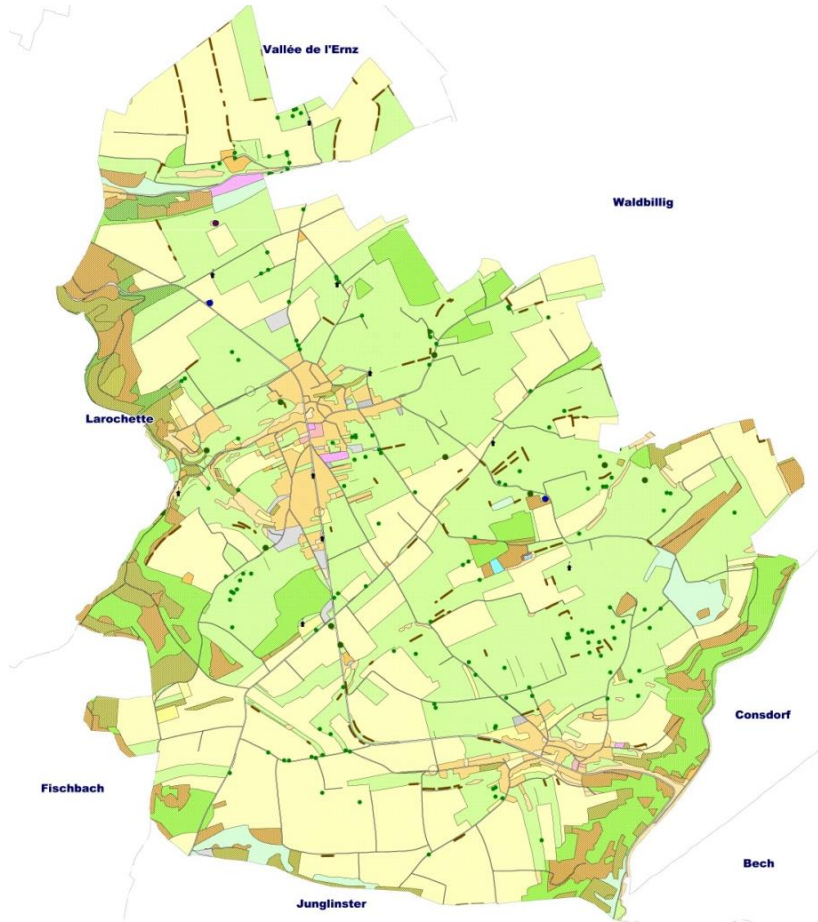 Vallée de l'Ernz
Waldbillig
Larochette
Consdorf
Fischbach
Bech
Junglinster